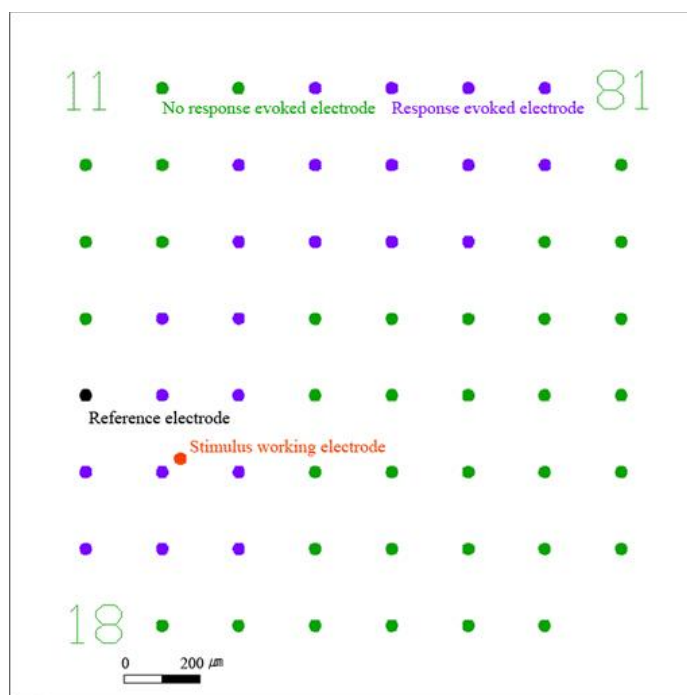 11 81
No response evoked electrode Response evoked electrode
Reference electrode
Stimulus working electrode
18
0 200 ㎛